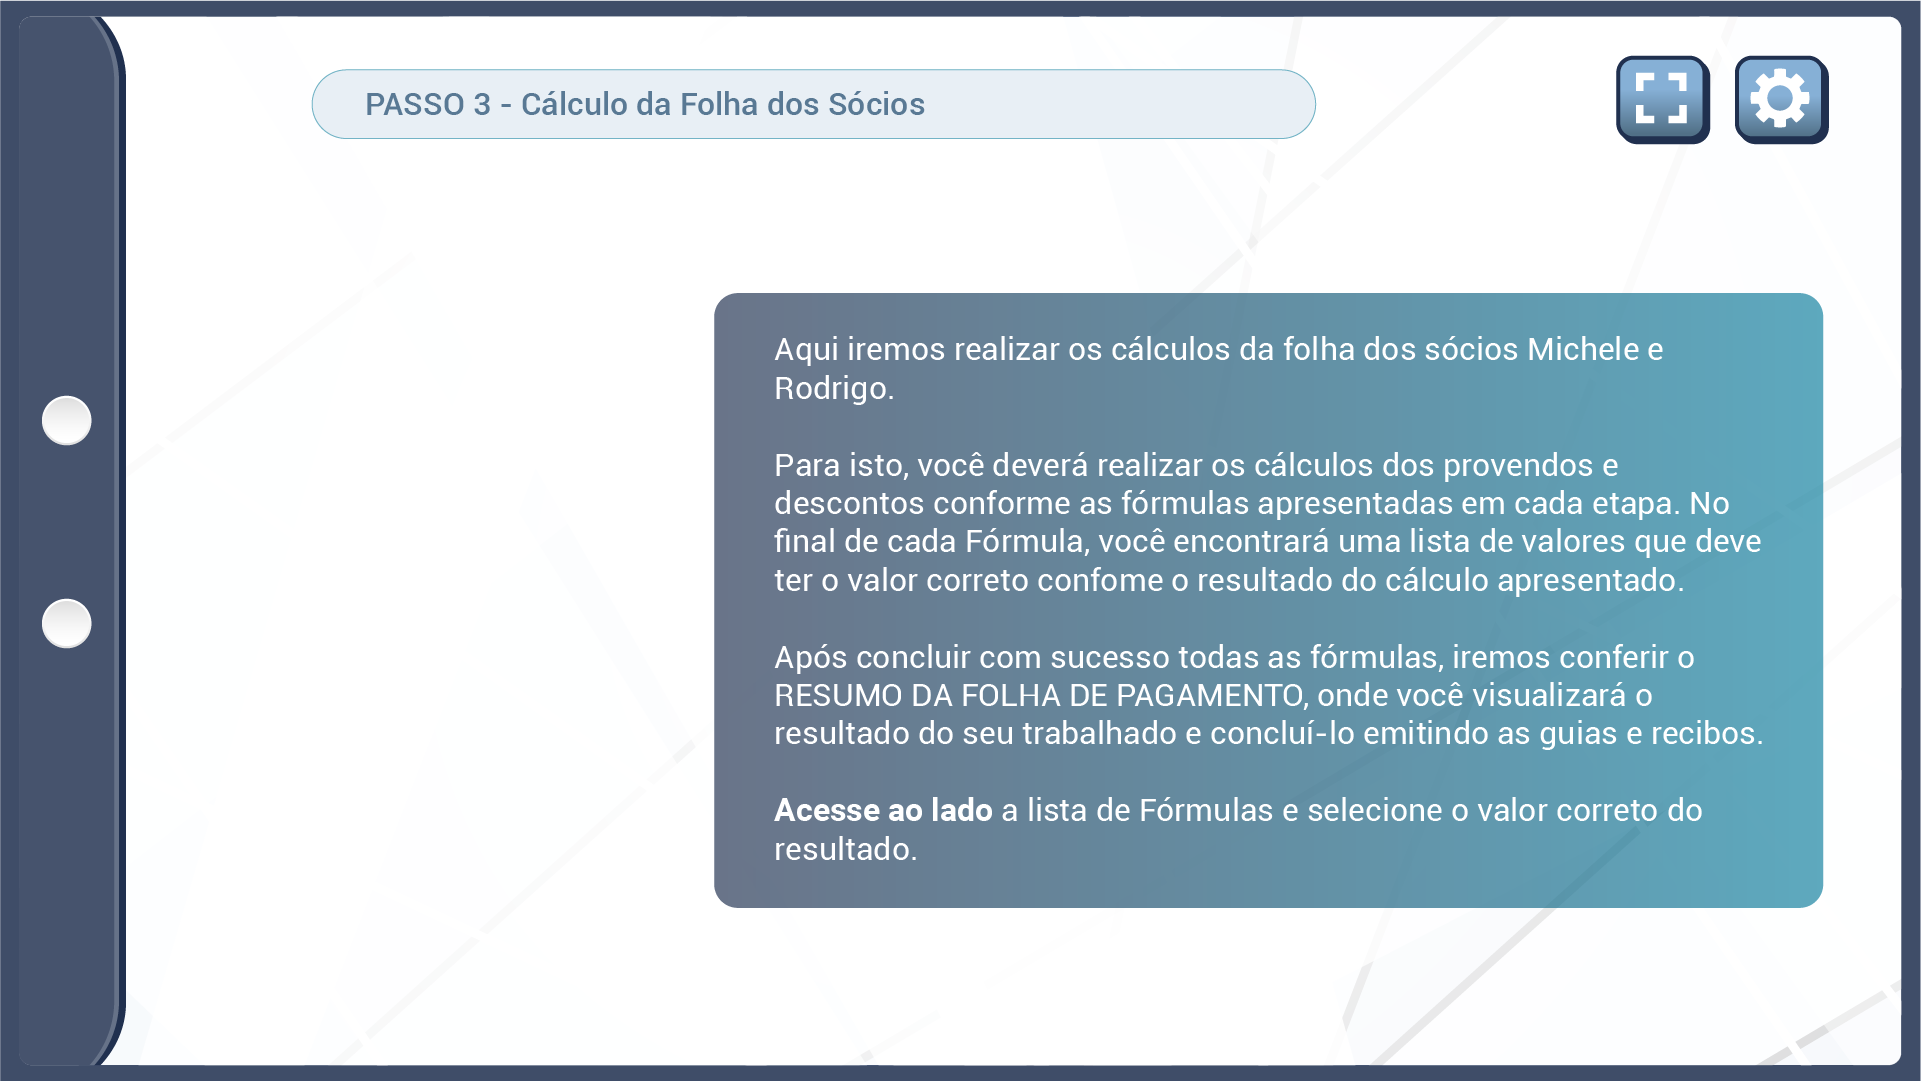 PASSO 3 - Cálculo da Folha dos Sócios
Aqui iremos realizar os cálculos da folha dos sócios Michele e
Rodrigo.
Para isto, você deverá realizar os cálculos dos provendos e
descontos conforme as fórmulas apresentadas em cada etapa. No
final de cada Fórmula, você encontrará uma lista de valores que deve
ter o valor correto confome o resultado do cálculo apresentado.
Após concluir com sucesso todas as fórmulas, iremos conferir o
RESUMO DA FOLHA DE PAGAMENTO, onde você visualizará o
resultado do seu trabalhado e concluí-lo emitindo as guias e recibos.
Acesse ao lado a lista de Fórmulas e selecione o valor correto do
resultado.